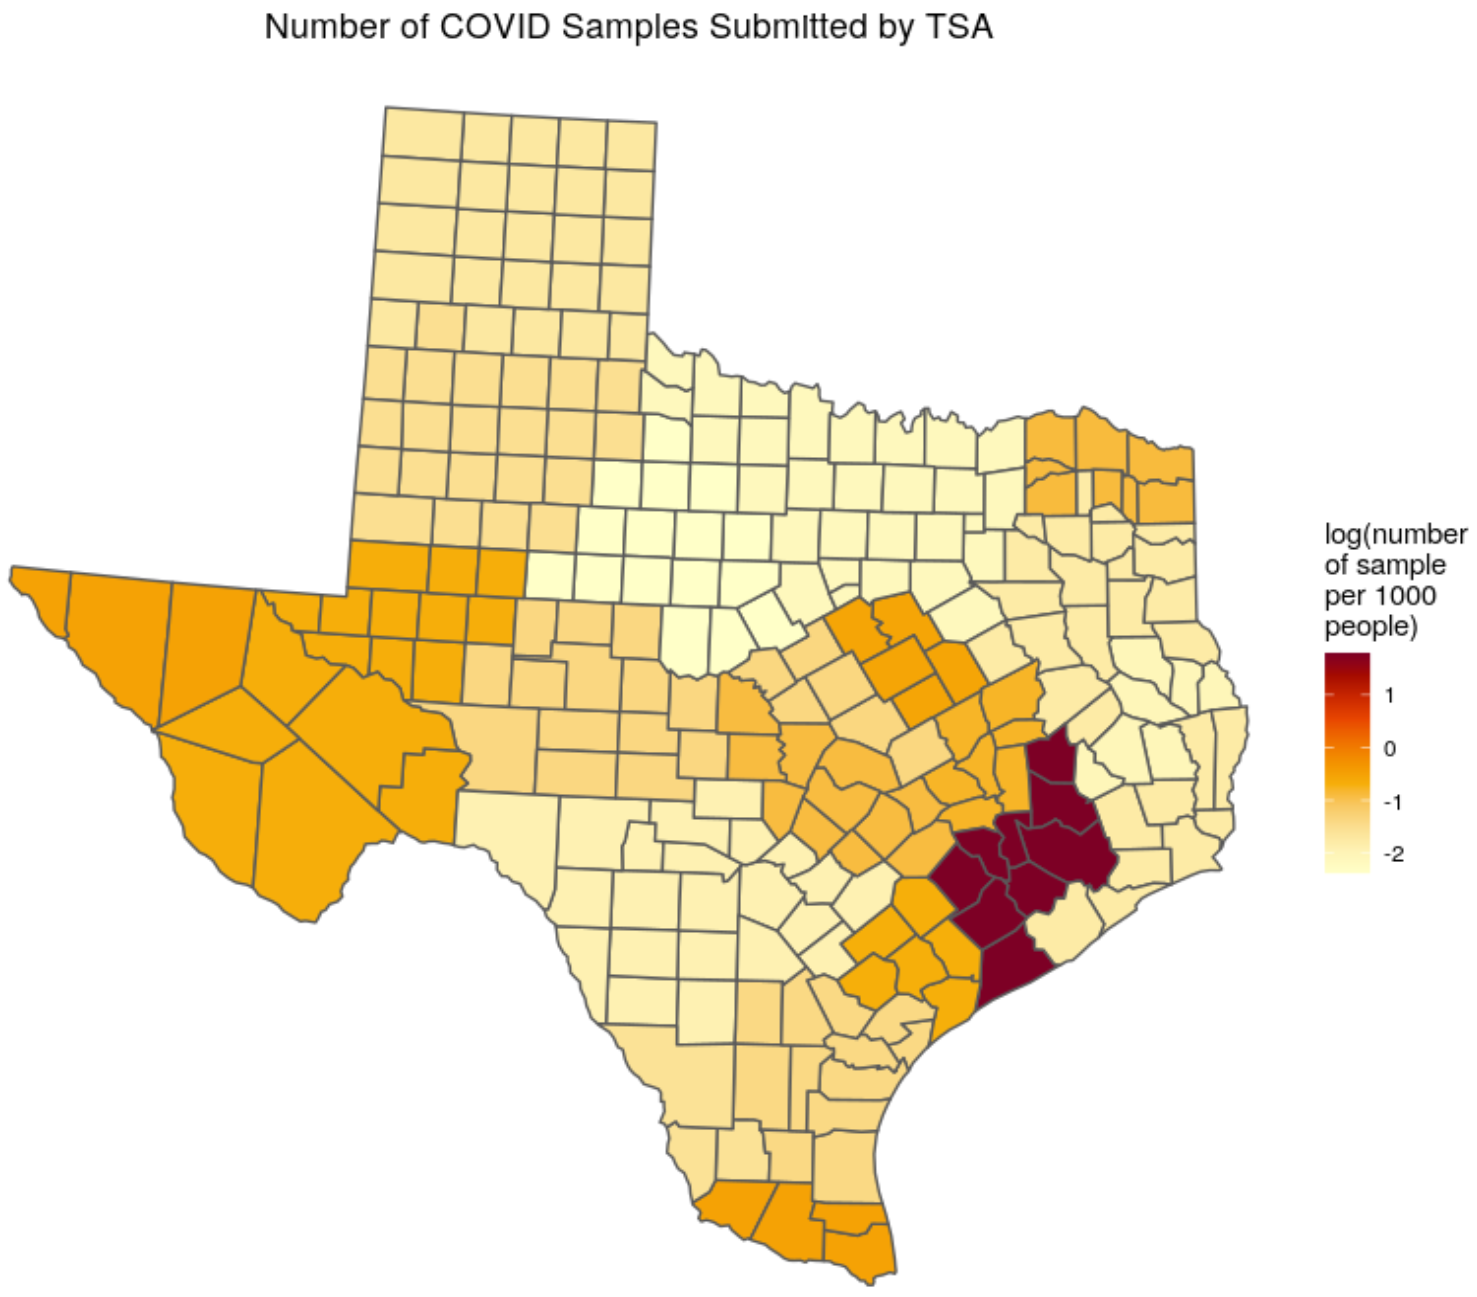 Number of COVID Samples Submitted by TSA
log(number
of sample
per 1000
people)
1
0
-1
-2